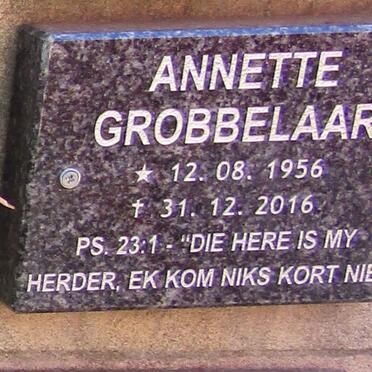 ANNETTE
GROBBELAAR
★ 12. 08. 1956
† 31. 12. 2016
PS. 23:1 - "DIE HERE IS MY
HERDER, EK KOM NIKS KORT NIE